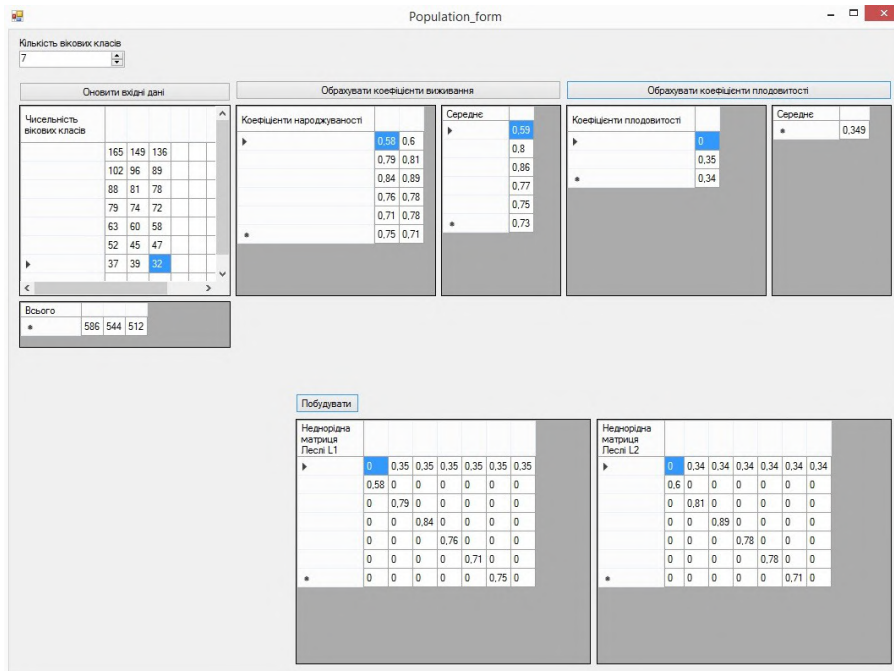 Population_form
Кількість вікових класів
7
Оновити вхідні дані
Обрахувати коефіцієнти виживання
Обрахувати коефіцієнти плодовитості
Чисельність
вікових класів
165 149 136
102 96 89
88 81 78
79 74 72
63 60 58
52 45 47
37 39 32
Всього
586 544 512
Коефіцієнти народжуваності
0,58 0,6
0,79 0,81
0,84 0,89
0,76 0,78
0,71 0,78
0,75 0,71
Середнє
0,59
0,8
0,86
0,77
0,75
0,73
Коефіцієнти плодовитості
0
0,35
0,34
Середнє
0,349
Побудувати
Неднорідна
матриця
Леслі L1
0 0,35 0,35 0,35 0,35 0,35 0,35
0,58 0 0 0 0 0 0
0 0,79 0 0 0 0 0
0 0 0,84 0 0 0 0
0 0 0 0,76 0 0 0
0 0 0 0 0,71 0 0
0 0 0 0 0 0,75 0
Неднорідна
матриця
Леслі L2
0 0,34 0,34 0,34 0,34 0,34 0,34
0,6 0 0 0 0 0 0
0 0,81 0 0 0 0 0
0 0 0,89 0 0 0 0
0 0 0 0,78 0 0 0
0 0 0 0 0,78 0 0
0 0 0 0 0 0,71 0